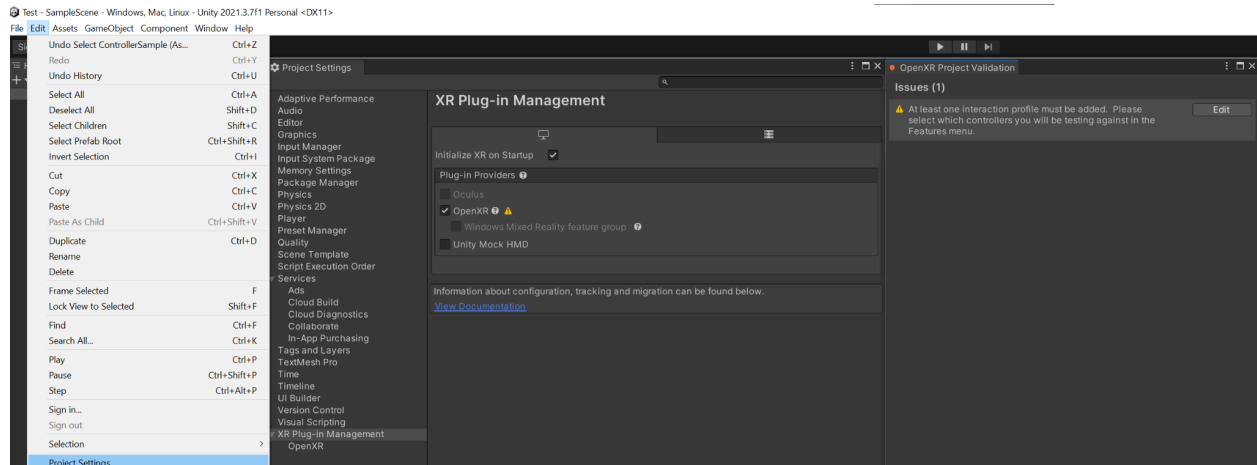 Test - SampleScene - Windows, Mac, Linux - Unity 2021.3.7f1 Personal <DX11>
File Edit Assets GameObject Component Window Help
Undo Select ControllerSample (As... Ctrl+Z
Redo Ctrl+Y
Undo History Ctrl+U
Select All Ctrl+A
Deselect All Shift+D
Select Children Shift+C
Select Prefab Root Ctrl+Shift+R
Invert Selection Ctrl+I
Cut Ctrl+X
Copy Ctrl+C
Paste Ctrl+V
Paste As Child Ctrl+Shift+V
Duplicate Ctrl+D
Rename
Delete
Frame Selected F
Lock View to Selected Shift+F
Find Ctrl+F
Search All... Ctrl+K
Play Ctrl+P
Pause Ctrl+Shift+P
Step Ctrl+Alt+P
Sign in...
Sign out
Selection
Project Settings
Project Settings
Adaptive Performance
Audio
Editor
Graphics
Input Manager
Input System Package
Memory Settings
Package Manager
Physics
Physics 2D
Player
Preset Manager
Quality
Scene Template
Script Execution Order
Services
Ads
Cloud Build
Cloud Diagnostics
Collaborate
In-App Purchasing
Tags and Layers
TextMesh Pro
Time
Timeline
UI Builder
Version Control
Visual Scripting
XR Plug-in Management
OpenXR
XR Plug-in Management
Initialize XR on Startup
Plug-in Providers
Oculus
OpenXR
Windows Mixed Reality feature group
Unity Mock HMD
Information about configuration, tracking and migration can be found below.
View Documentation
OpenXR Project Validation
Issues (1)
At least one interaction profile must be added. Please
select which controllers you will be testing against in the
Features menu.
Edit